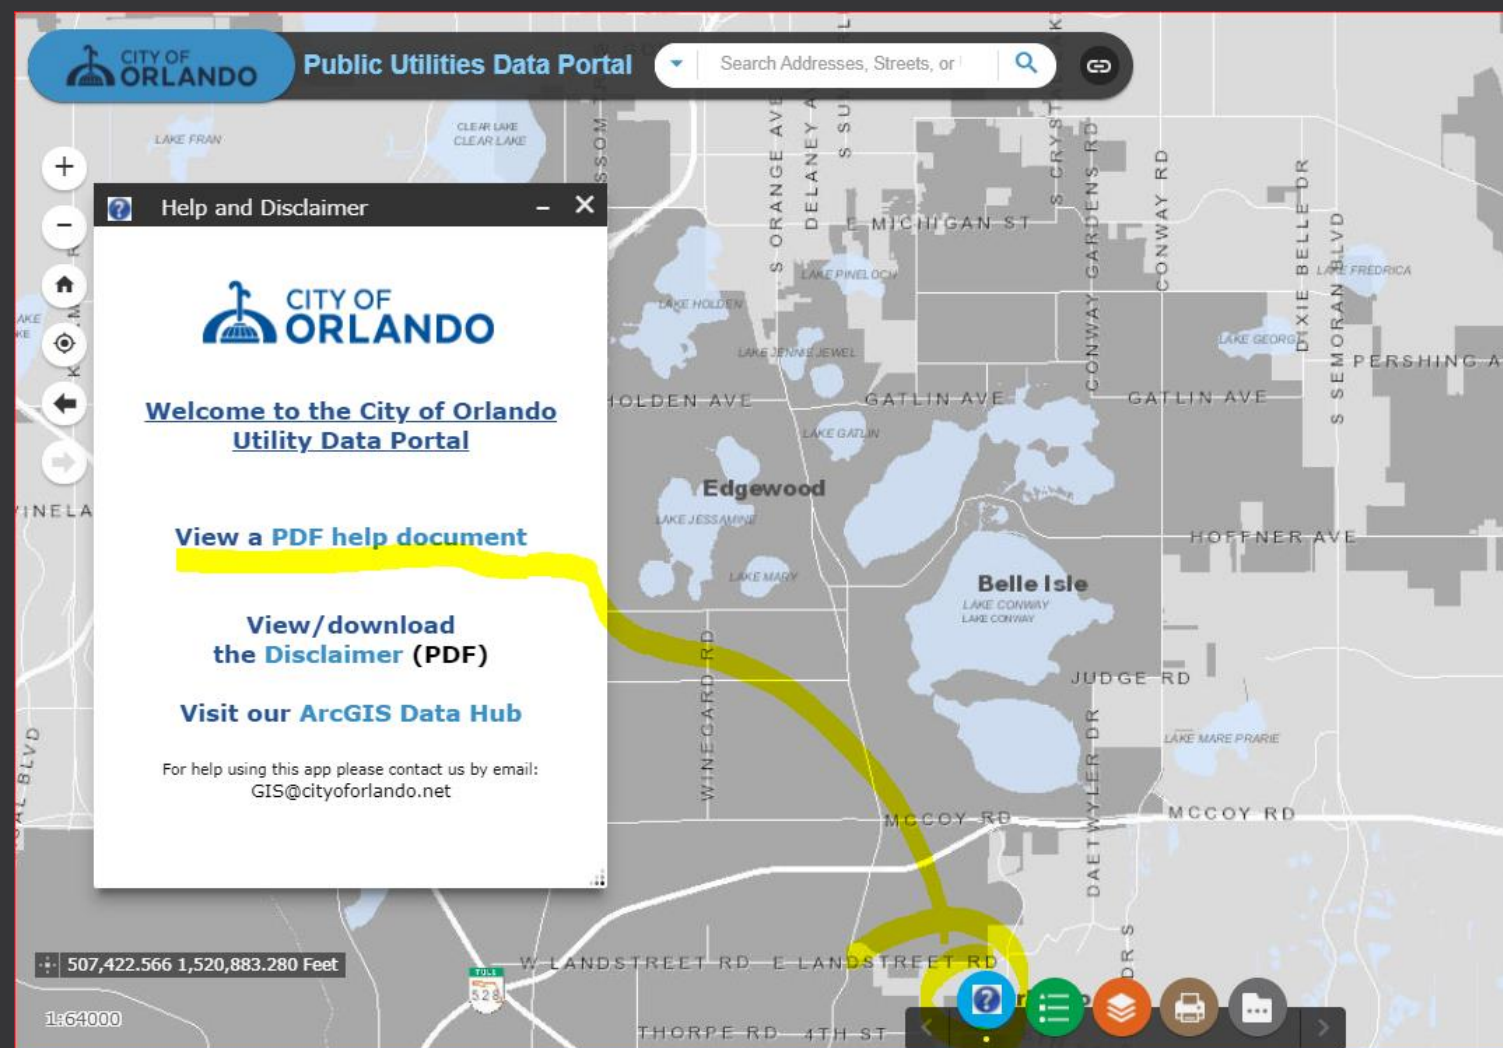 CITY OF
ORLANDO
Public Utilities Data Portal
Search Addresses, Streets, or
LAKE FRAN
CLEAR LAKE
CLEAR LAKE
Help and Disclaimer
CITY OF
ORLANDO
Welcome to the City of Orlando
Utility Data Portal
View a PDF help document
View/download
the Disclaimer (PDF)
Visit our ArcGIS Data Hub
For help using this app please contact us by email:
GIS@cityoforlando.net
S ORANGE AVE
DELANEY A
CONWAY GARDENS RD
CONWAY RD
DIXIE BELLE DR
S SEMORAN BLVD
E MICHIGAN ST
LAKE PINELOCH
LAKE FREDRICA
LAKE HOLDEN
LAKE JENNIE JEWEL
LAKE GEORGE
PERSHING A
HOLDEN AVE
GATLIN AVE
GATLIN AVE
LAKE GATLIN
Edgewood
LAKE JESSAMINE
HOFFNER AVE
LAKE MARY
Belle Isle
LAKE CONWAY
LAKE CONWAY
WINEGARD RD
JUDGE RD
DAETWYLER DR
LAKE MARE PRARIE
MCCOY RD
MCCOY RD
507,422.566 1,520,883.280 Feet
TOLL
528
W LANDSTREET RD
E LANDSTREET RD
DR S
1:64000
THORPE RD
4TH ST